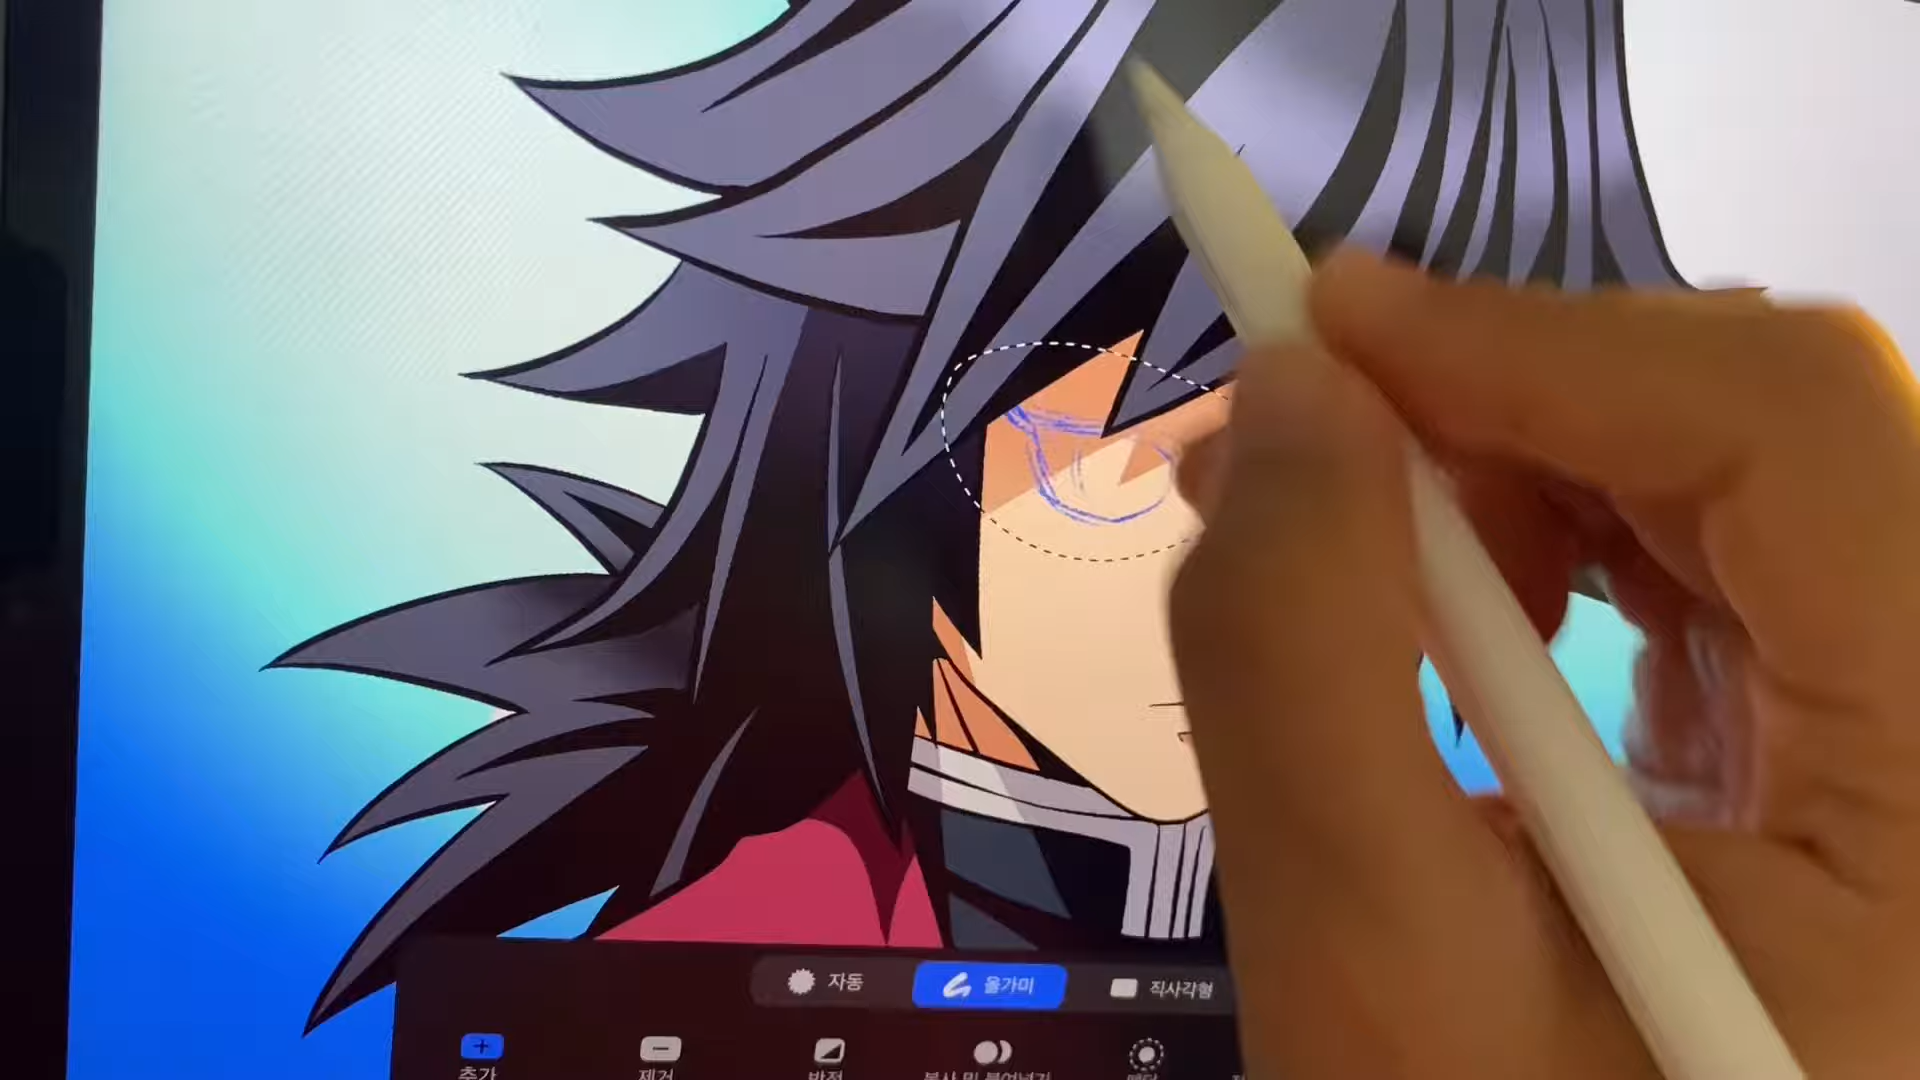 자동
올가미
직사각형
추가
제거
반전
복사 및 붙여넣기